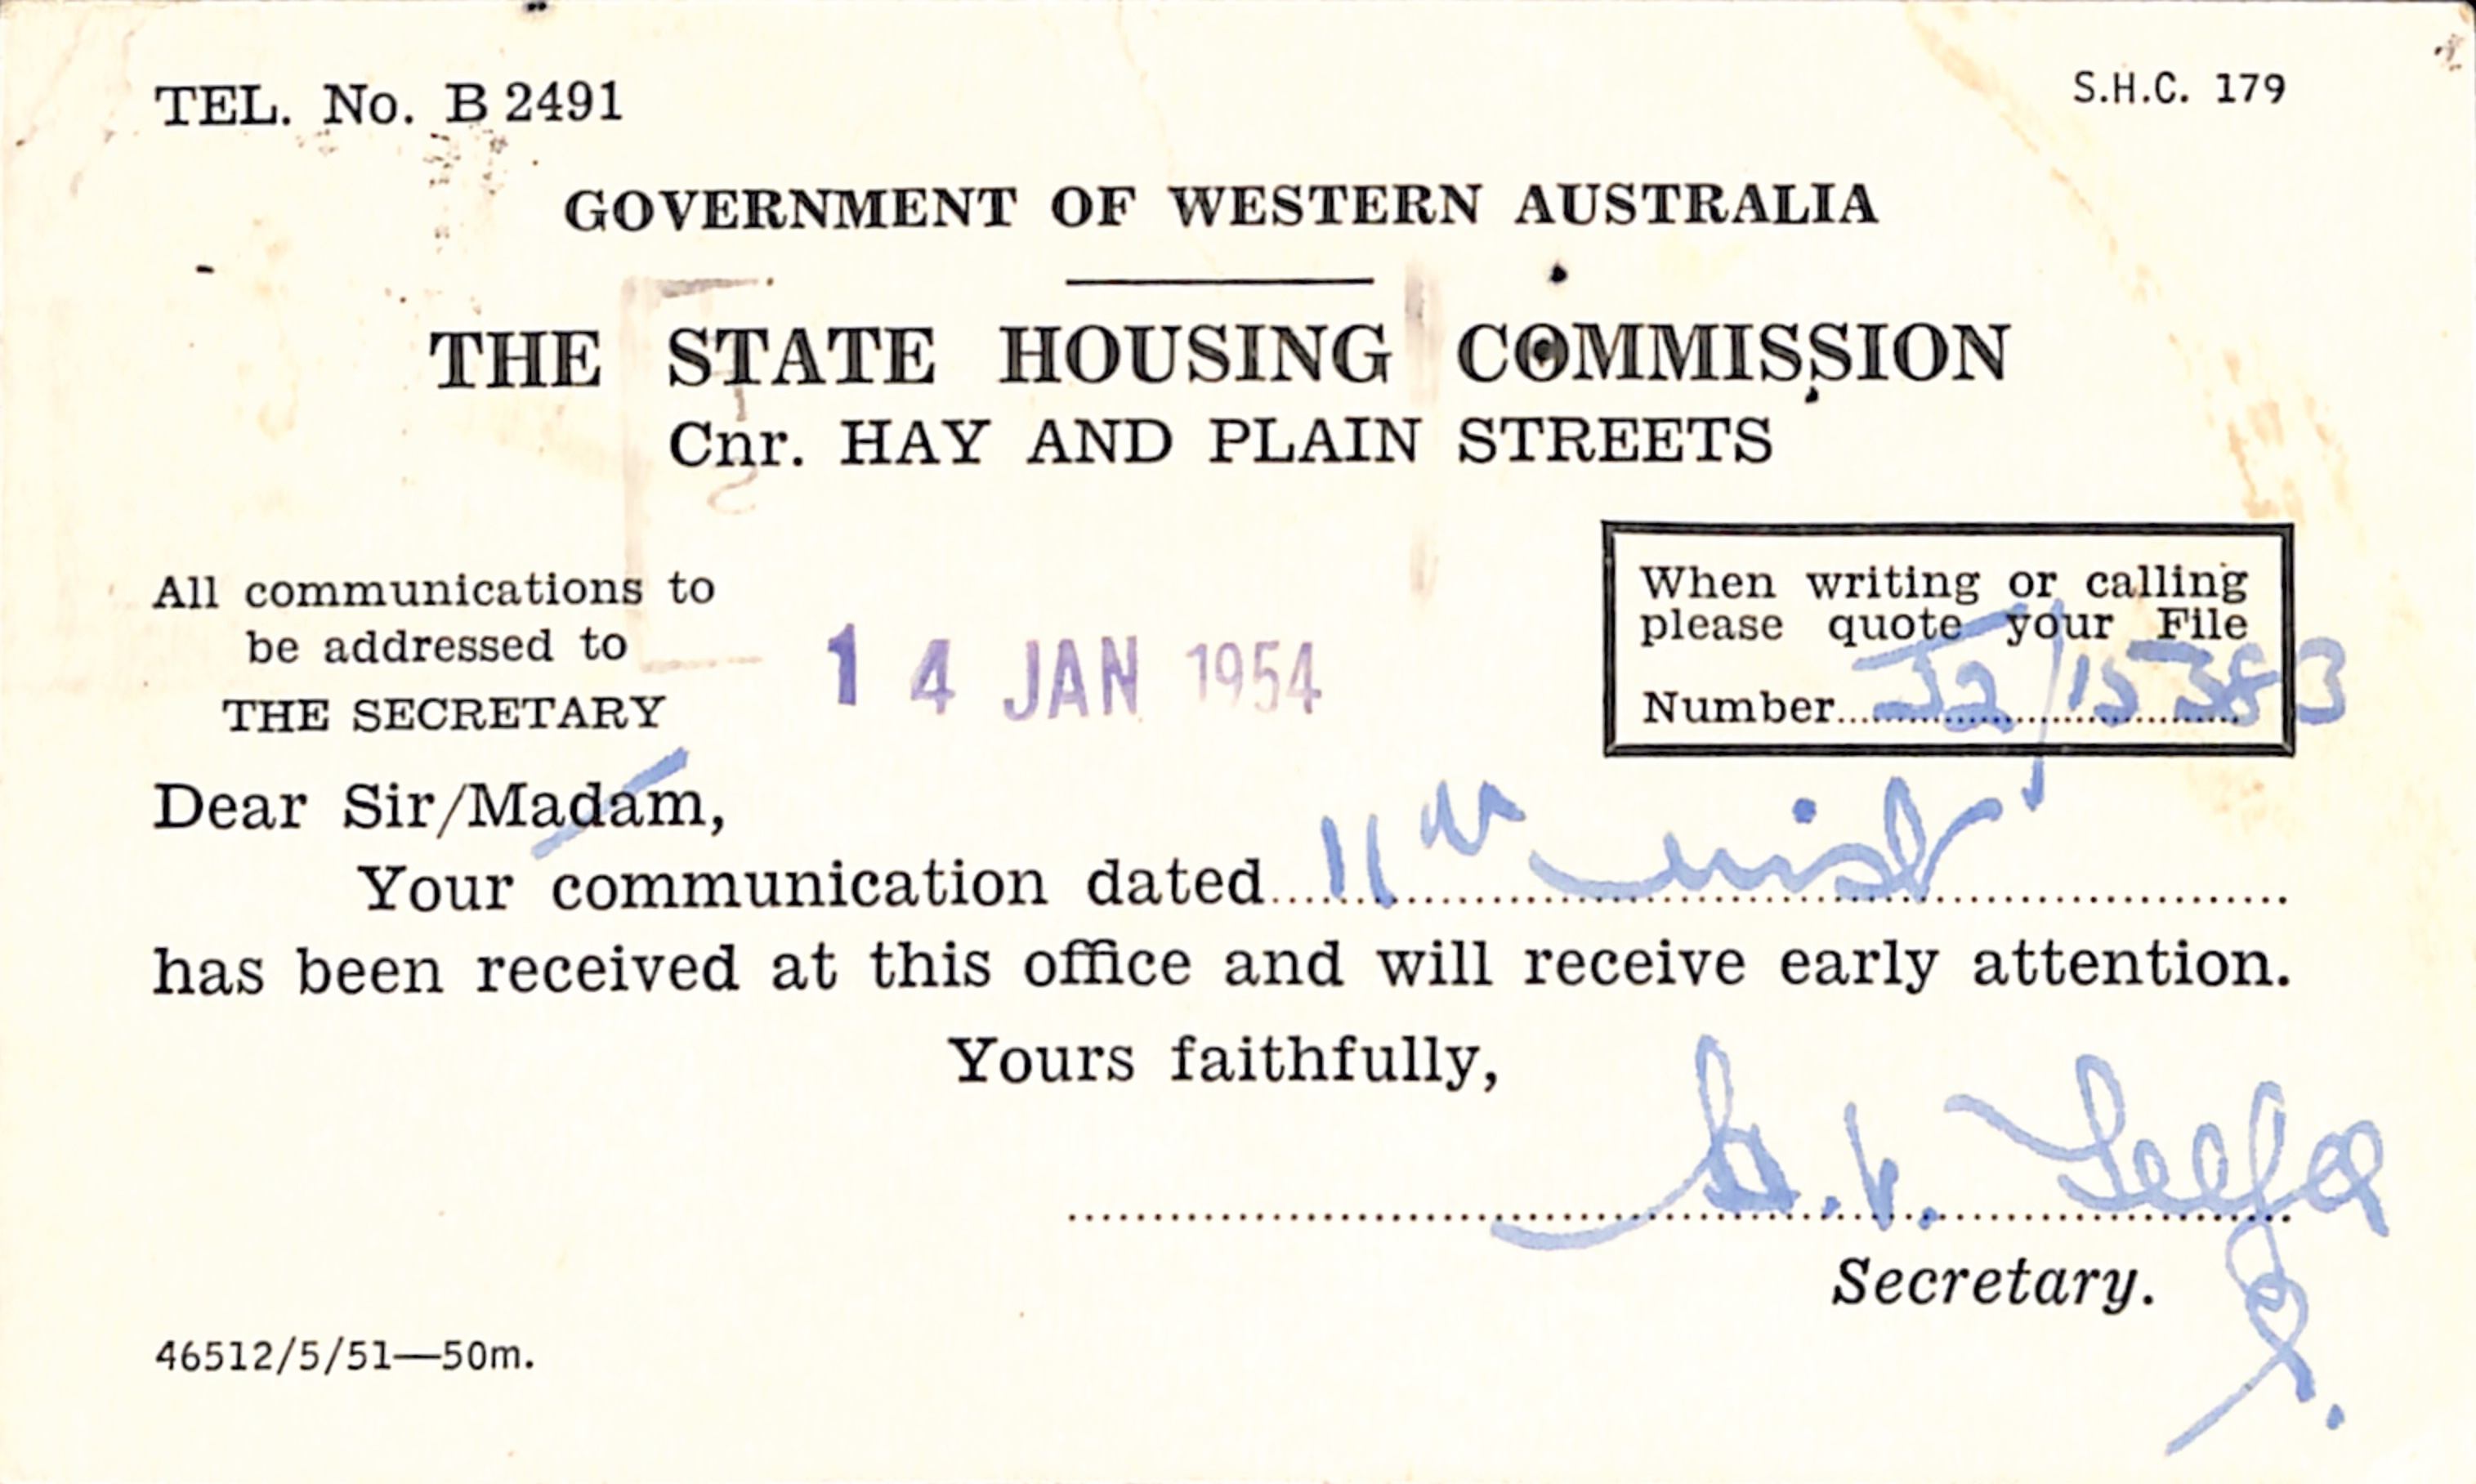 TEL. No. B 2491
S.H.C. 179
GOVERNMENT OF WESTERN AUSTRALIA
THE STATE HOUSING COMMISSION
Cnr. HAY AND PLAIN STREETS
All communications to
be addressed to
THE SECRETARY
14 JAN 1954
When writing or calling
please quote your File
Number 52/15383
Dear Sir/Madam,
Your communication dated 11th inst
has been received at this office and will receive early attention.
Yours faithfully,
Secretary.
46512/5/51—50m.